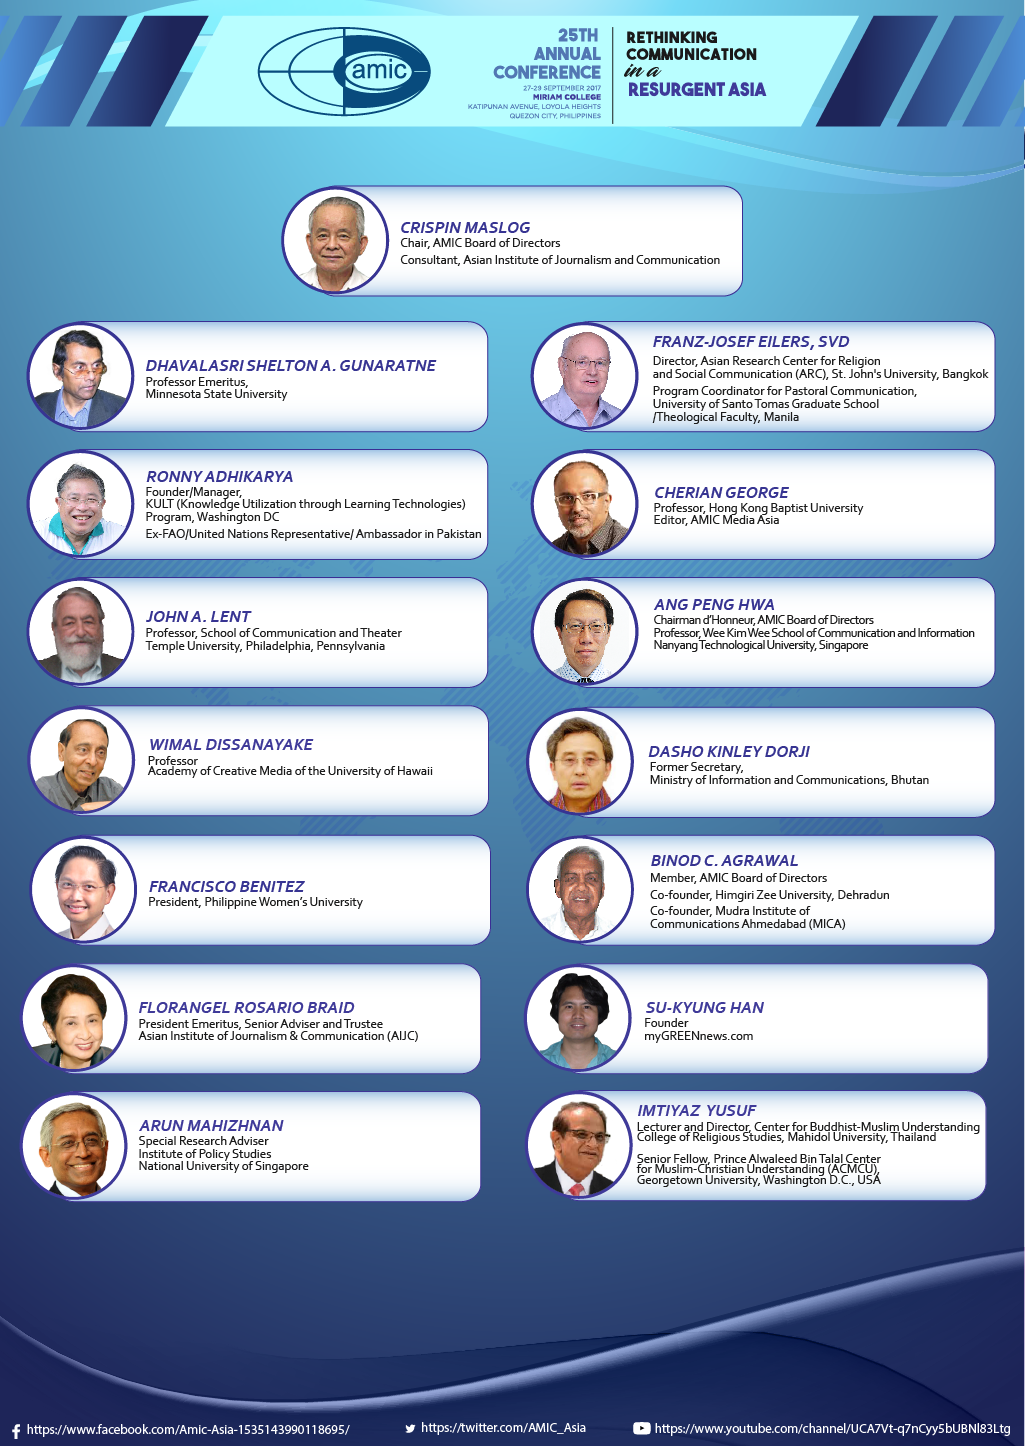 amic
25TH
ANNUAL
CONFERENCE
27-29 SEPTEMBER 2017
MIRIAM COLLEGE
KATIPUNAN AVENUE, LOYOLA HEIGHTS
QUEZON CITY, PHILIPPINES
RETHINKING
COMMUNICATION
in a
RESURGENT ASIA
CRISPIN MASLOG
Chair, AMIC Board of Directors
Consultant, Asian Institute of Journalism and Communication
DHAVALASRI SHELTON A. GUNARATNE
Professor Emeritus,
Minnesota State University
FRANZ-JOSEF EILERS, SVD
Director, Asian Research Center for Religion
and Social Communication (ARC), St. John's University, Bangkok
Program Coordinator for Pastoral Communication,
University of Santo Tomas Graduate School
/Theological Faculty, Manila
RONNY ADHIKARYA
Founder/Manager,
KULT (Knowledge Utilization through Learning Technologies)
Program, Washington DC
Ex-FAO/United Nations Representative/ Ambassador in Pakistan
CHERIAN GEORGE
Professor, Hong Kong Baptist University
Editor, AMIC Media Asia
JOHN A. LENT
Professor, School of Communication and Theater
Temple University, Philadelphia, Pennsylvania
ANG PENG HWA
Chairman d'Honneur, AMIC Board of Directors
Professor, Wee Kim Wee School of Communication and Information
Nanyang Technological University, Singapore
WIMAL DISSANAYAKE
Professor
Academy of Creative Media of the University of Hawaii
DASHO KINLEY DORJI
Former Secretary,
Ministry of Information and Communications, Bhutan
FRANCISCO BENITEZ
President, Philippine Women's University
BINOD C. AGRAWAL
Member, AMIC Board of Directors
Co-founder, Himgiri Zee University, Dehradun
Co-founder, Mudra Institute of
Communications Ahmedabad (MICA)
FLORANGEL ROSARIO BRAID
President Emeritus, Senior Adviser and Trustee
Asian Institute of Journalism & Communication (AIJC)
SU-KYUNG HAN
Founder
myGREENnews.com
ARUN MAHIZHNAN
Special Research Adviser
Institute of Policy Studies
National University of Singapore
IMTIYAZ YUSUF
Lecturer and Director, Center for Buddhist-Muslim Understanding
College of Religious Studies, Mahidol University, Thailand
Senior Fellow, Prince Alwaleed Bin Talal Center
for Muslim-Christian Understanding (ACMCU),
Georgetown University, Washington D.C., USA
https://www.facebook.com/Amic-Asia-1535143990118695/
https://twitter.com/AMIC_Asia
https://www.youtube.com/channel/UCA7Vt-q7nCyy5bUBNl83Ltg